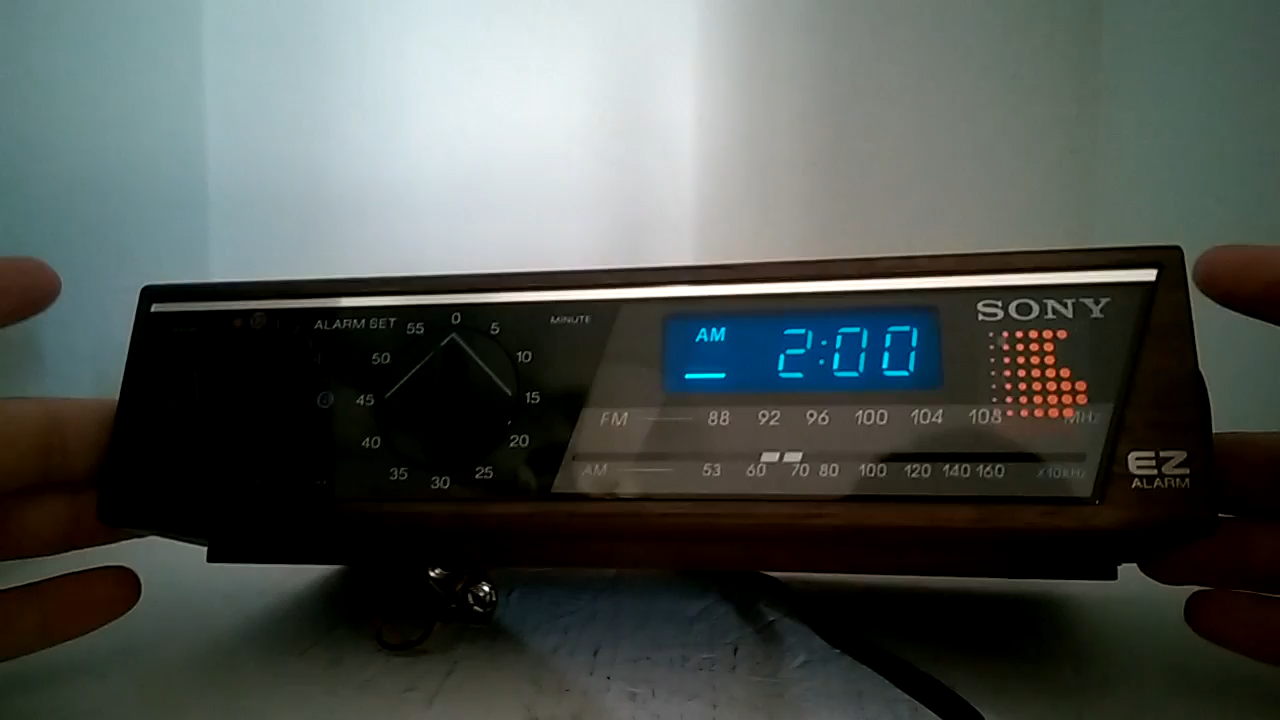 SONY
ALARM SET
MINUTE
0
5
10
15
20
25
30
35
40
45
50
55
AM 2:00
FM 88 92 96 100 104 108 MHz
AM 53 60 70 80 100 120 140 160 X10kHz
EZ
ALARM